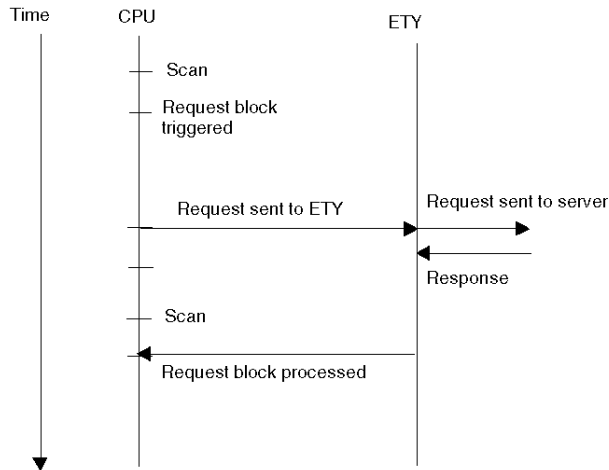 Time
CPU
ETY
Scan
Request block
triggered
Request sent to ETY
Request sent to server
Response
Scan
Request block processed